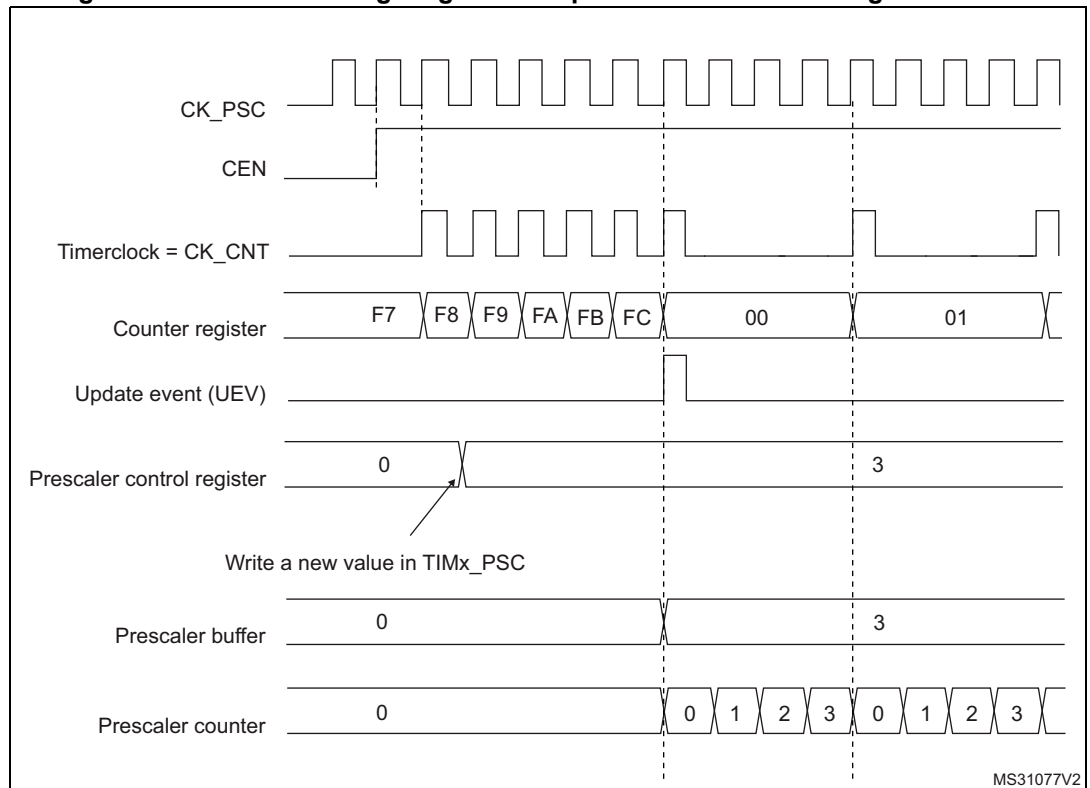 CK_PSC
CEN
Timerclock = CK_CNT
Counter register
F7 F8 F9 FA FB FC 00 01
Update event (UEV)
Prescaler control register
0 3
Write a new value in TIMx_PSC
Prescaler buffer
0 3
Prescaler counter
0 0 1 2 3 0 1 2 3
MS31077V2